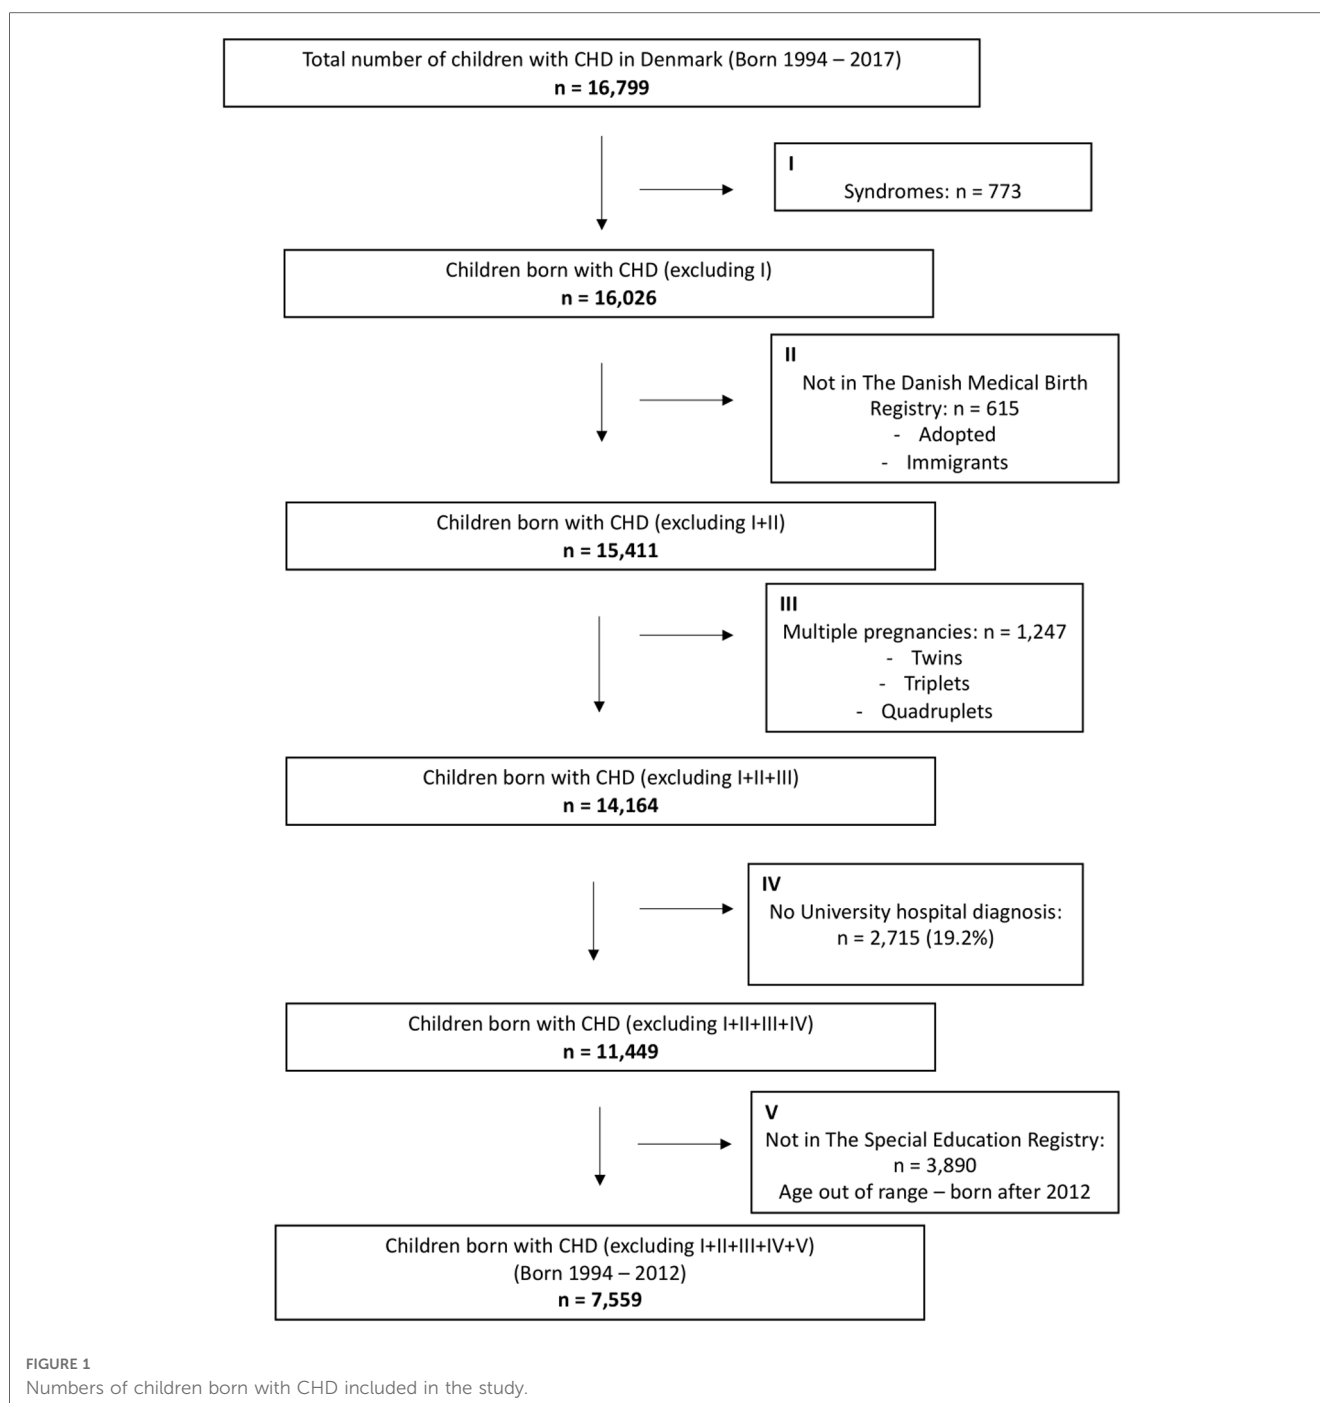 Total number of children with CHD in Denmark (Born 1994 – 2017)
n = 16,799
I
Syndromes: n = 773
Children born with CHD (excluding I)
n = 16,026
II
Not in The Danish Medical Birth
Registry: n = 615
- Adopted
- Immigrants
Children born with CHD (excluding I+II)
n = 15,411
III
Multiple pregnancies: n = 1,247
- Twins
- Triplets
- Quadruplets
Children born with CHD (excluding I+II+III)
n = 14,164
IV
No University hospital diagnosis:
n = 2,715 (19.2%)
Children born with CHD (excluding I+II+III+IV)
n = 11,449
V
Not in The Special Education Registry:
n = 3,890
Age out of range – born after 2012
Children born with CHD (excluding I+II+III+IV+V)
(Born 1994 – 2012)
n = 7,559
FIGURE 1
Numbers of children born with CHD included in the study.